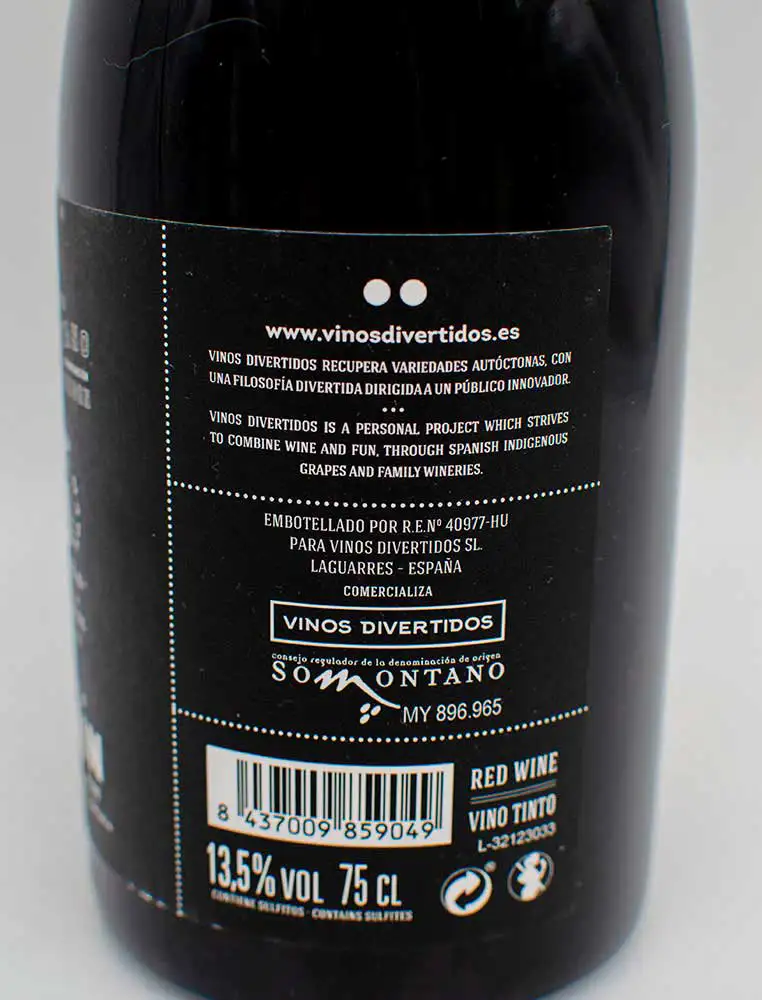 www.vinosdivertidos.es
VINOS DIVERTIDOS RECUPERA VARIEDADES AUTÓCTONAS, CON
UNA FILOSOFÍA DIVERTIDA DIRIGIDA A UN PÚBLICO INNOVADOR.
•••
VINOS DIVERTIDOS IS A PERSONAL PROJECT WHICH STRIVES
TO COMBINE WINE AND FUN, THROUGH SPANISH INDIGENOUS
GRAPES AND FAMILY WINERIES.
EMBOTELLADO POR R.E.Nº 40977-HU
PARA VINOS DIVERTIDOS SL.
LAGUARRES - ESPAÑA
COMERCIALIZA
VINOS DIVERTIDOS
consejo regulador de la denominación de origen
SOMONTANO
MY 896.965
RED WINE
VINO TINTO
L-32123033
8 437009 859049
13,5% VOL 75 CL
CONTIENE SULFITOS - CONTAINS SULFITES